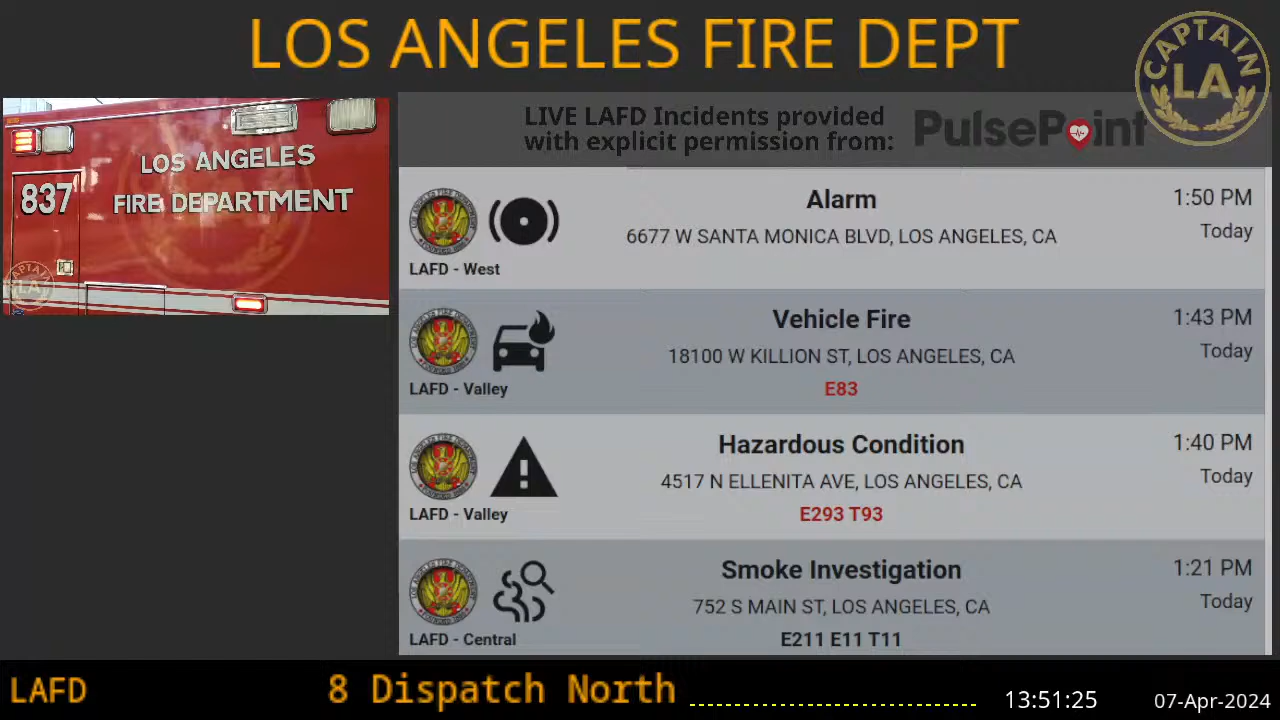 LOS ANGELES FIRE DEPT
CAPTAIN
LA
LOS ANGELES
FIRE DEPARTMENT
837
CAPTAIN
LA
LIVE LAFD Incidents provided
with explicit permission from:
PulsePoint
Alarm
1:50 PM
6677 W SANTA MONICA BLVD, LOS ANGELES, CA
Today
LAFD - West
Vehicle Fire
1:43 PM
18100 W KILLION ST, LOS ANGELES, CA
Today
LAFD - Valley
E83
Hazardous Condition
1:40 PM
4517 N ELLENITA AVE, LOS ANGELES, CA
Today
LAFD - Valley
E293 T93
Smoke Investigation
1:21 PM
752 S MAIN ST, LOS ANGELES, CA
Today
LAFD - Central
E211 E11 T11
LAFD
8 Dispatch North
13:51:25
07-Apr-2024